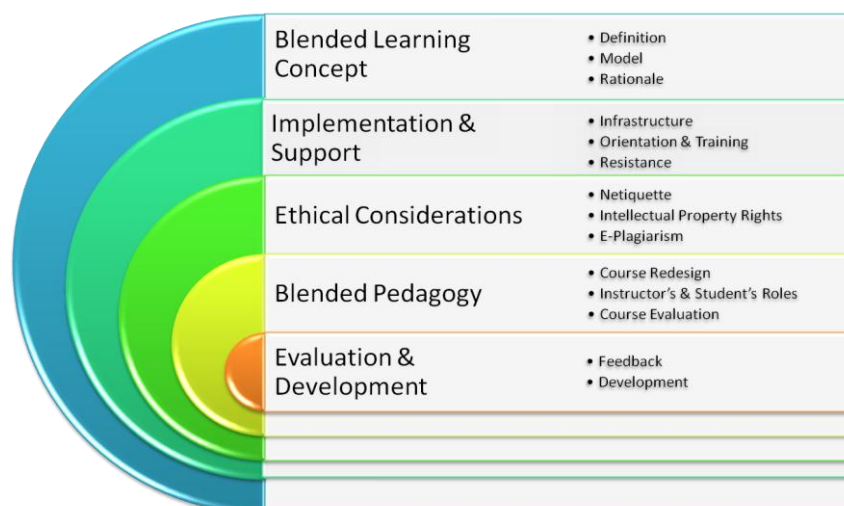 Blended Learning
Concept
• Definition
• Model
• Rationale
Implementation &
Support
• Infrastructure
• Orientation & Training
• Resistance
Ethical Considerations
• Netiquette
• Intellectual Property Rights
• E-Plagiarism
Blended Pedagogy
• Course Redesign
• Instructor's & Student's Roles
• Course Evaluation
Evaluation &
Development
• Feedback
• Development